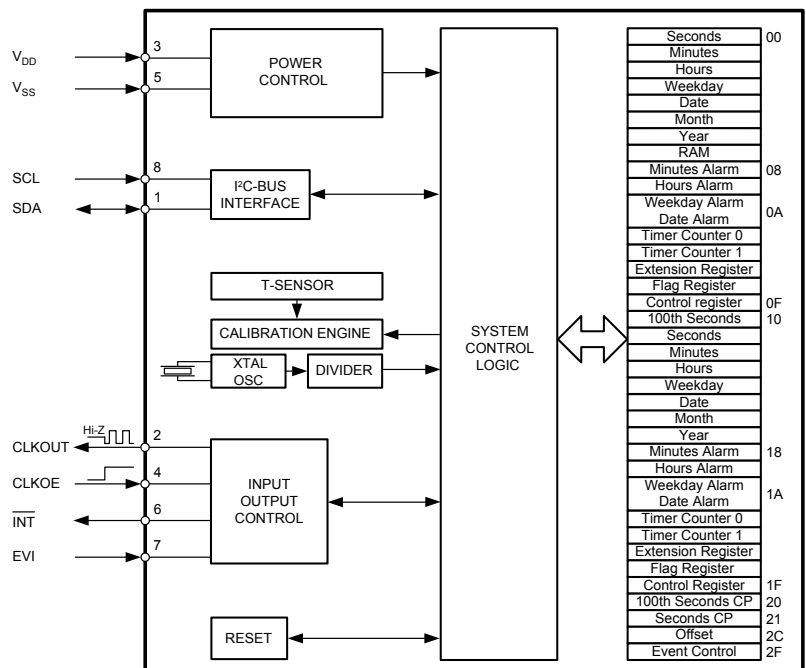 V_DD
3
V_SS
5
POWER
CONTROL
SCL
8
SDA
1
I²C-BUS
INTERFACE
T-SENSOR
CALIBRATION ENGINE
XTAL
OSC
DIVIDER
CLKOUT
Hi-Z
2
CLKOE
4
INT
6
EVI
7
INPUT
OUTPUT
CONTROL
RESET
SYSTEM
CONTROL
LOGIC
Seconds 00
Minutes
Hours
Weekday
Date
Month
Year
RAM
Minutes Alarm 08
Hours Alarm
Weekday Alarm
Date Alarm 0A
Timer Counter 0
Timer Counter 1
Extension Register
Flag Register
Control register 0F
100th Seconds 10
Seconds
Minutes
Hours
Weekday
Date
Month
Year
Minutes Alarm 18
Hours Alarm
Weekday Alarm
Date Alarm 1A
Timer Counter 0
Timer Counter 1
Extension Register
Flag Register
Control Register 1F
100th Seconds CP 20
Seconds CP 21
Offset 2C
Event Control 2F